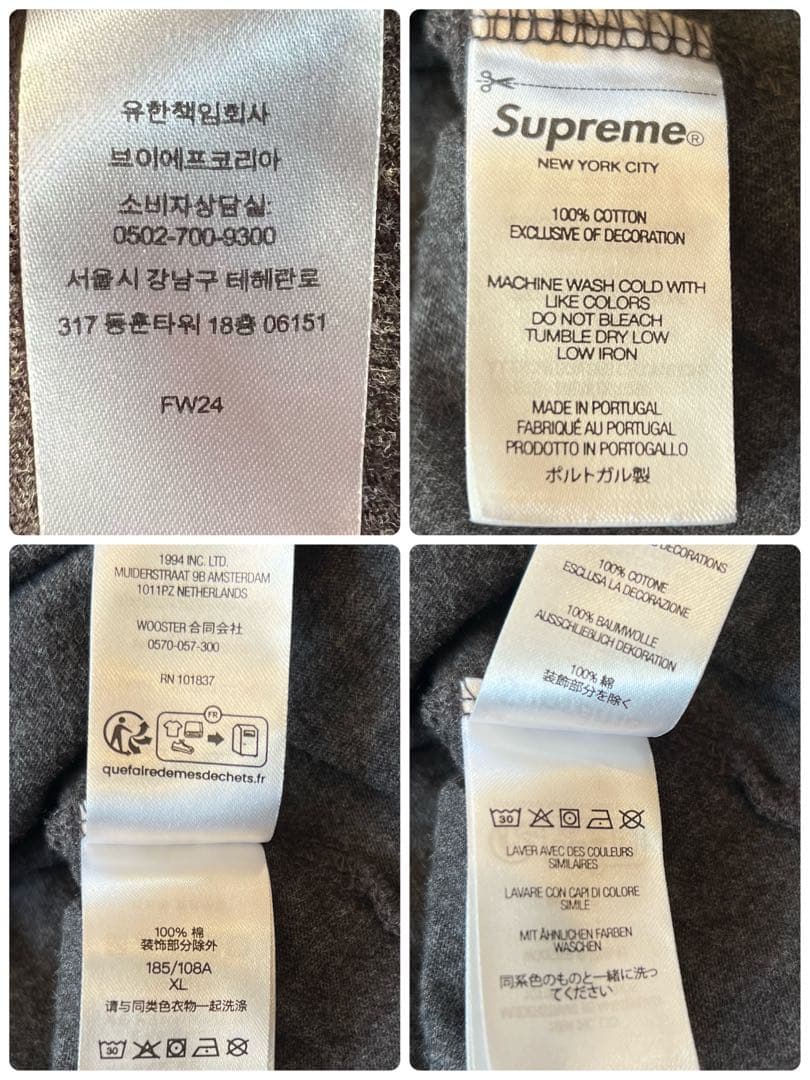 유한책임회사
브이에프코리아
소비자상담실:
0502-700-9300
서울시 강남구 테헤란로
317 동훈타워 18층 06151
FW24
Supreme®
NEW YORK CITY
100% COTTON
EXCLUSIVE OF DECORATION
MACHINE WASH COLD WITH
LIKE COLORS
DO NOT BLEACH
TUMBLE DRY LOW
LOW IRON
MADE IN PORTUGAL
FABRIQUÉ AU PORTUGAL
PRODOTTO IN PORTOGALLO
ポルトガル製
1994 INC. LTD.
MUIDERSTRAAT 9B AMSTERDAM
1011PZ NETHERLANDS
WOOSTER 合同会社
0570-057-300
RN 101837
FR
quefairedemesdechets.fr
100% 棉
装饰部分除外
185/108A
XL
请与同类色衣物一起洗涤
30
DECORATIONS
100% COTONE
ESCLUSA LA DECORAZIONE
100% BAUMWOLLE
AUSSCHLIEBLICH DEKORATION
100% 綿
装飾部分を除く
30
LAVER AVEC DES COULEURS
SIMILAIRES
LAVARE CON CAPI DI COLORE
SIMILE
MIT ÄHNLICHEN FARBEN
WASCHEN
同系色のものと一緒に洗っ
てください